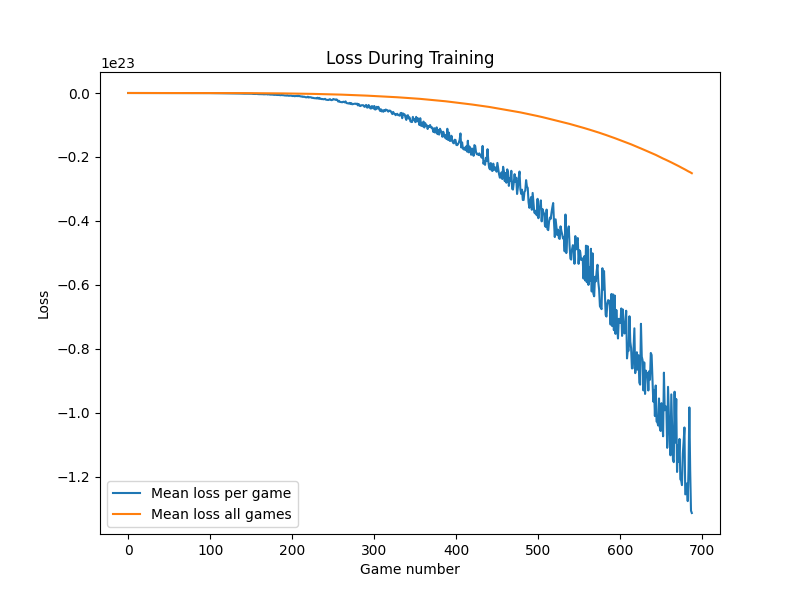 Loss During Training
1e23
0.0
−0.2
−0.4
−0.6
−0.8
−1.0
−1.2
Loss
Mean loss per game
Mean loss all games
0 100 200 300 400 500 600 700
Game number